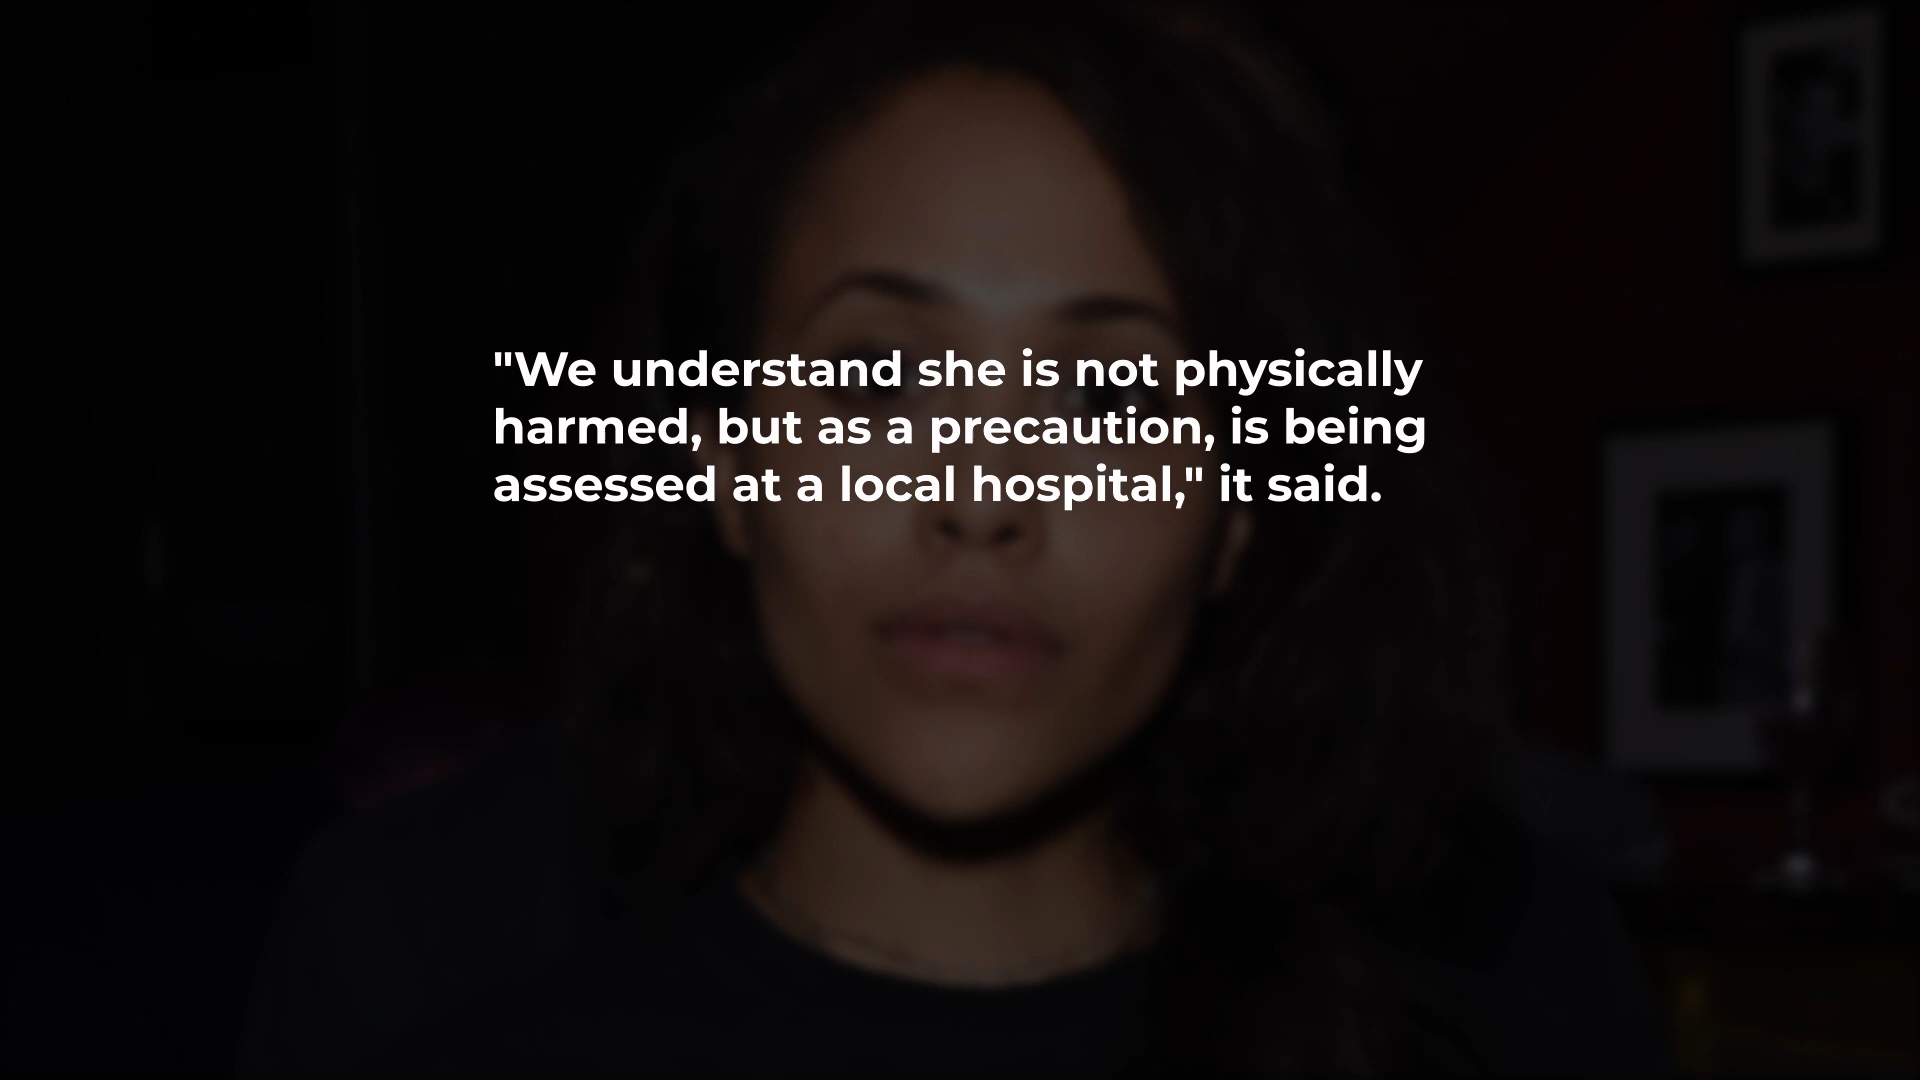 "We understand she is not physically
harmed, but as a precaution, is being
assessed at a local hospital," it said.